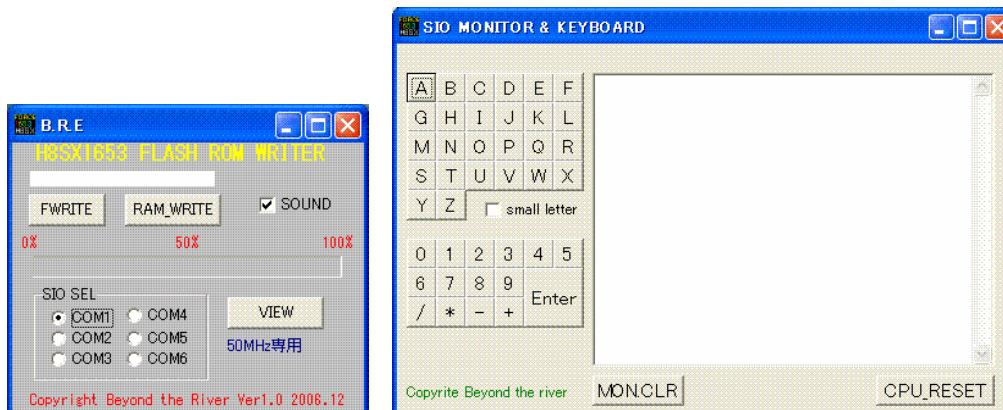 B.R.E
H8SX1653 FLASH ROM WRITER
FWRITE RAM_WRITE SOUND
0% 50% 100%
SIO SEL
COM1 COM4
COM2 COM5
COM3 COM6
VIEW
50MHz専用
Copyright Beyond the River Ver1.0 2006.12
SIO MONITOR & KEYBOARD
A B C D E F
G H I J K L
M N O P Q R
S T U V W X
Y Z small letter
0 1 2 3 4 5
6 7 8 9 Enter
/ * - +
Copyrite Beyond the river
MON.CLR
CPU_RESET